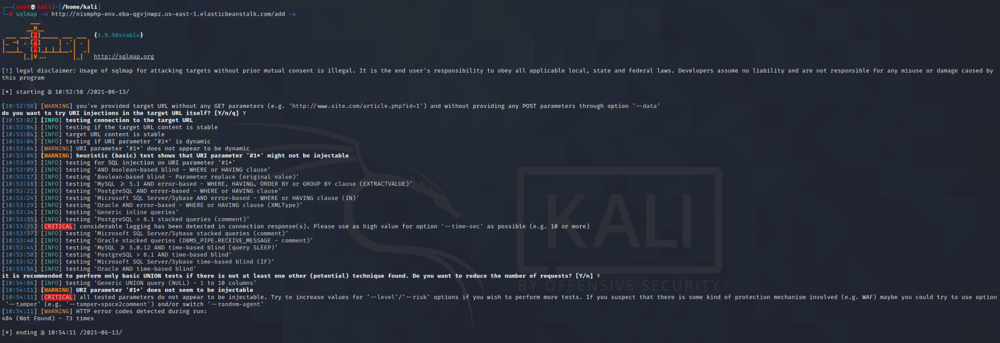 ┌──(root💀kali)-[/home/kali]
└─# sqlmap -u http://nismphp-env.eba-qgvjnwpz.us-east-1.elasticbeanstalk.com/add -a
        ___
       __H__
 ___ ___[.]_____ ___ ___  {1.5.5#stable}
|_ -| . [.]     | .'| . |
|___|_  [.]_|_|_|__,|  _|
      |_|V...       |_|   http://sqlmap.org
[!] legal disclaimer: Usage of sqlmap for attacking targets without prior mutual consent is illegal. It is the end user's responsibility to obey all applicable local, state and federal laws. Developers assume no liability and are not responsible for any misuse or damage caused by
this program
[*] starting @ 10:52:58 /2021-06-13/
[10:52:58] [WARNING] you've provided target URL without any GET parameters (e.g. 'http://www.site.com/article.php?id=1') and without providing any POST parameters through option '--data'
do you want to try URI injections in the target URL itself? [Y/n/q] Y
[10:53:02] [INFO] testing connection to the target URL
[10:53:04] [INFO] testing if the target URL content is stable
[10:53:04] [INFO] target URL content is stable
[10:53:04] [INFO] testing if URI parameter '#1*' is dynamic
[10:53:04] [WARNING] URI parameter '#1*' does not appear to be dynamic
[10:53:06] [WARNING] heuristic (basic) test shows that URI parameter '#1*' might not be injectable
[10:53:09] [INFO] testing for SQL injection on URI parameter '#1*'
[10:53:09] [INFO] testing 'AND boolean-based blind - WHERE or HAVING clause'
[10:53:17] [INFO] testing 'Boolean-based blind - Parameter replace (original value)'
[10:53:18] [INFO] testing 'MySQL >= 5.1 AND error-based - WHERE, HAVING, ORDER BY or GROUP BY clause (EXTRACTVALUE)'
[10:53:21] [INFO] testing 'PostgreSQL AND error-based - WHERE or HAVING clause'
[10:53:24] [INFO] testing 'Microsoft SQL Server/Sybase AND error-based - WHERE or HAVING clause (IN)'
[10:53:29] [INFO] testing 'Oracle AND error-based - WHERE or HAVING clause (XMLType)'
[10:53:34] [INFO] testing 'Generic inline queries'
[10:53:35] [INFO] testing 'PostgreSQL > 8.1 stacked queries (comment)'
[10:53:35] [CRITICAL] considerable lagging has been detected in connection response(s). Please use as high value for option '--time-sec' as possible (e.g. 10 or more)
[10:53:37] [INFO] testing 'Microsoft SQL Server/Sybase stacked queries (comment)'
[10:53:40] [INFO] testing 'Oracle stacked queries (DBMS_PIPE.RECEIVE_MESSAGE - comment)'
[10:53:44] [INFO] testing 'MySQL >= 5.0.12 AND time-based blind (query SLEEP)'
[10:53:50] [INFO] testing 'PostgreSQL > 8.1 AND time-based blind'
[10:53:52] [INFO] testing 'Microsoft SQL Server/Sybase time-based blind (IF)'
[10:53:56] [INFO] testing 'Oracle AND time-based blind'
it is recommended to perform only basic UNION tests if there is not at least one other (potential) technique found. Do you want to reduce the number of requests? [Y/n] Y
[10:54:06] [INFO] testing 'Generic UNION query (NULL) - 1 to 10 columns'
[10:54:11] [WARNING] URI parameter '#1*' does not seem to be injectable
[10:54:11] [CRITICAL] all tested parameters do not appear to be injectable. Try to increase values for '--level'/'--risk' options if you wish to perform more tests. If you suspect that there is some kind of protection mechanism involved (e.g. WAF) maybe you could try to use option
'--tamper' (e.g. '--tamper=space2comment') and/or switch '--random-agent'
[10:54:11] [WARNING] HTTP error codes detected during run:
404 (Not Found) - 73 times
[*] ending @ 10:54:11 /2021-06-13/
KALI
BY OFFENSIVE SECURITY